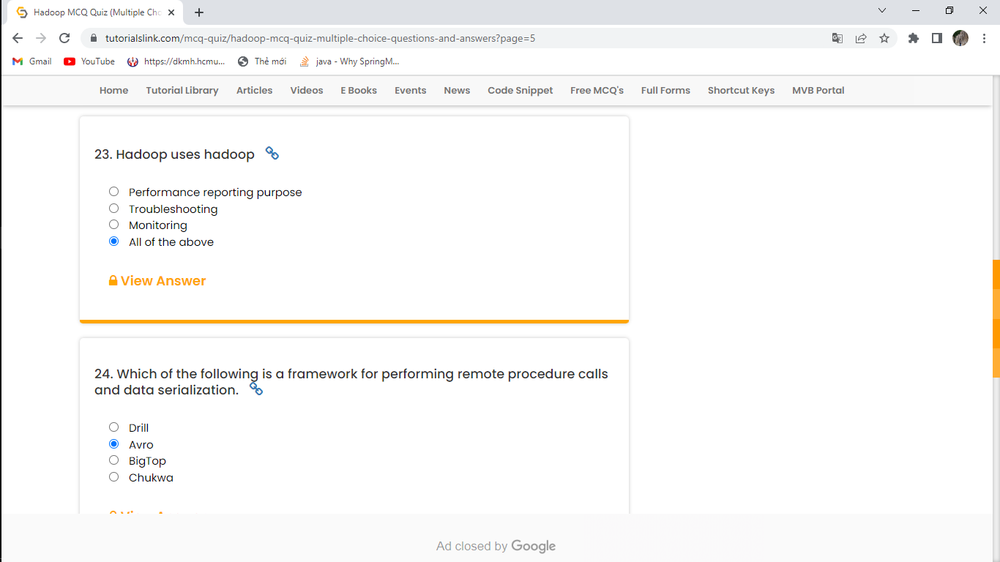 Hadoop MCQ Quiz (Multiple Cho
tutorialslink.com/mcq-quiz/hadoop-mcq-quiz-multiple-choice-questions-and-answers?page=5
Gmail YouTube https://dkmh.hcmu... Thẻ mới java - Why SpringM...
Home Tutorial Library Articles Videos E Books Events News Code Snippet Free MCQ's Full Forms Shortcut Keys MVB Portal
23. Hadoop uses hadoop
Performance reporting purpose
Troubleshooting
Monitoring
All of the above
View Answer
24. Which of the following is a framework for performing remote procedure calls
and data serialization.
Drill
Avro
BigTop
Chukwa
Ad closed by Google